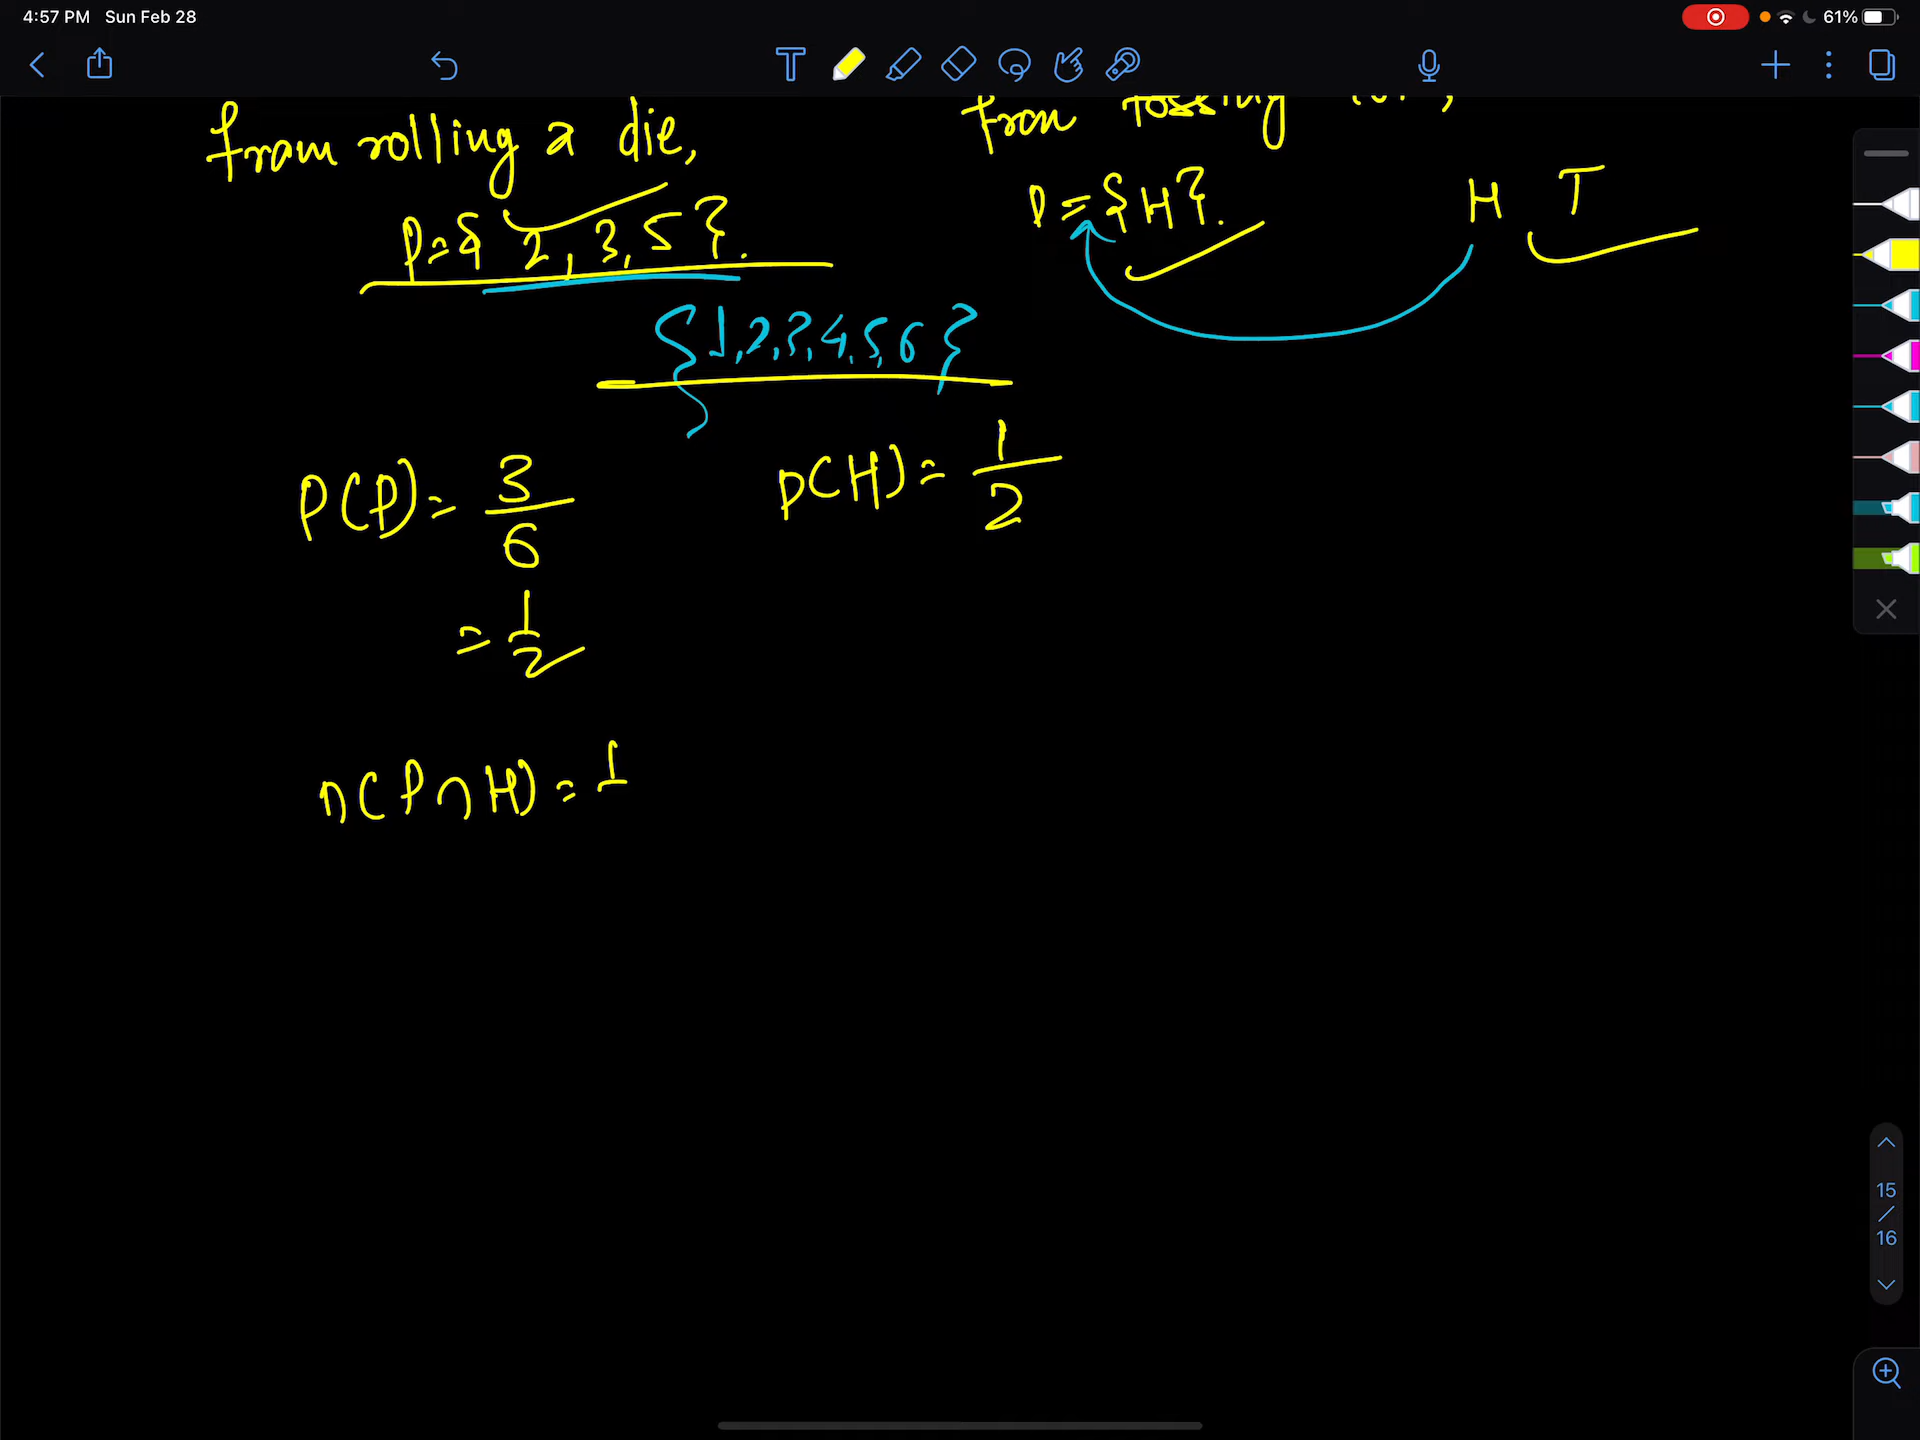 4:57 PM Sun Feb 28
61%
T
from rolling a die,
from tossing
P = { 2, 3, 5 }.
P = { H }.
H T
{ 1, 2, 3, 4, 5, 6 }
P(P) = 3/6
P(H) = 1/2
= 1/2
n(P∩H) = 1
15
/
16